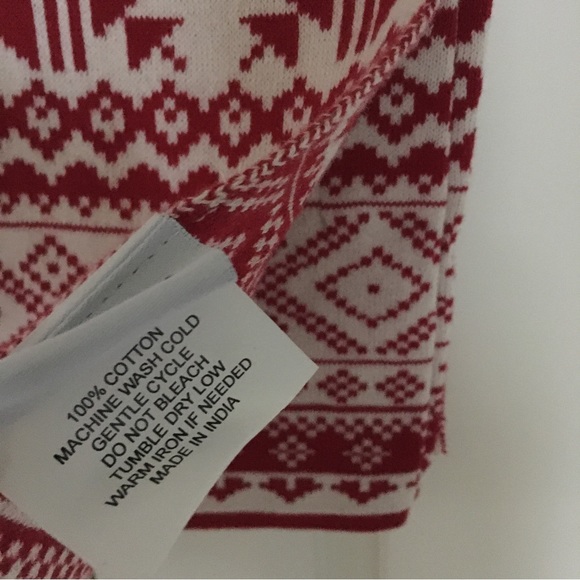 100% COTTON
MACHINE WASH COLD
GENTLE CYCLE
DO NOT BLEACH
TUMBLE DRY LOW
WARM IRON IF NEEDED
MADE IN INDIA